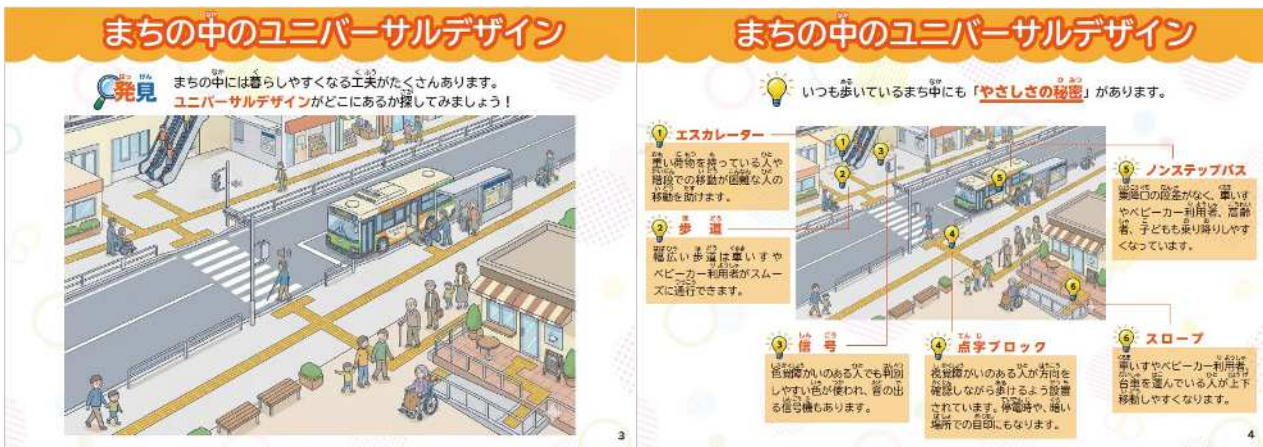 まちの中のユニバーサルデザイン
発見
まちの中には暮らしやすくなる工夫がたくさんあります。
ユニバーサルデザインがどこにあるか探してみましょう！
3
まちの中のユニバーサルデザイン
いつも歩いているまち中にも「やさしさの秘密」があります。
1 エスカレーター
重い荷物を持っている人や
階段での移動が困難な人の
移動を助けます。
2 歩道
幅広い歩道は車いすや
ベビーカー利用者がスムー
ズに通行できます。
3 信号
色覚障がいのある人でも判別
しやすい色が使われ、音の出
る信号機もあります。
4 点字ブロック
視覚障がいのある人が方向を
確認しながら歩けるよう設置
されています。停電時や、暗い
場所での目印にもなります。
5 ノンステップバス
乗降口の段差がなく、車いす
やベビーカー利用者、高齢
者、子どもも乗り降りしやす
くなっています。
6 スロープ
車いすやベビーカー利用者、
台車を運んでいる人が上下
移動しやすくなります。
4